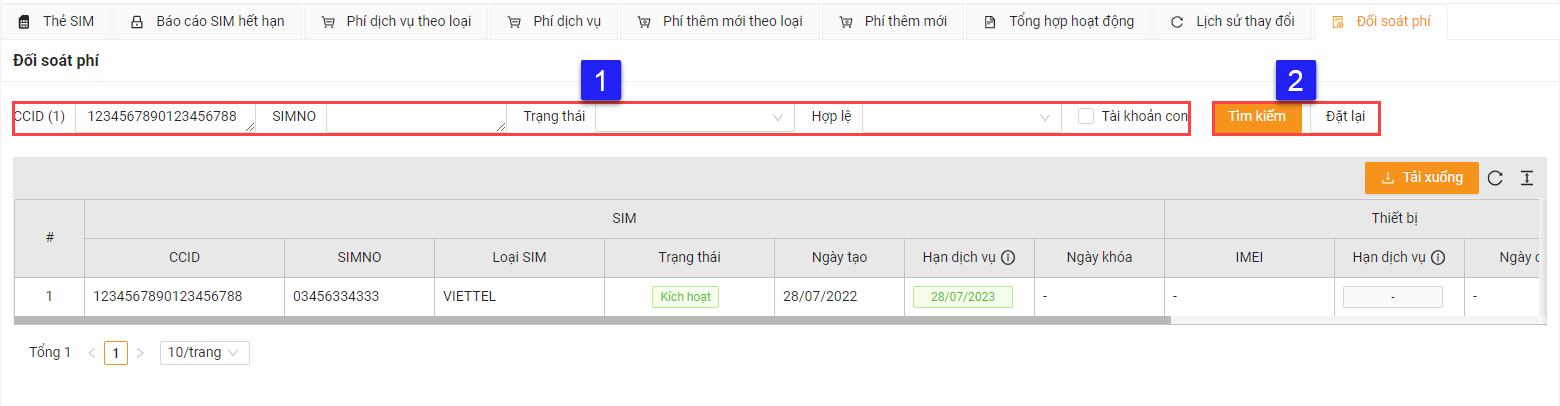 Thẻ SIM Báo cáo SIM hết hạn Phí dịch vụ theo loại Phí dịch vụ Phí thêm mới theo loại Phí thêm mới Tổng hợp hoạt động Lịch sử thay đổi Đối soát phí
Đối soát phí
1 2
CCID (1) 1234567890123456788 SIMNO Trạng thái Hợp lệ Tài khoản con Tìm kiếm Đặt lại
Tải xuống
# SIM Thiết bị
CCID SIMNO Loại SIM Trạng thái Ngày tạo Hạn dịch vụ Ngày khóa IMEI Hạn dịch vụ Ngày
1 1234567890123456788 03456334333 VIETTEL Kích hoạt 28/07/2022 28/07/2023 - - - -
Tổng 1 < 1 > 10/trang